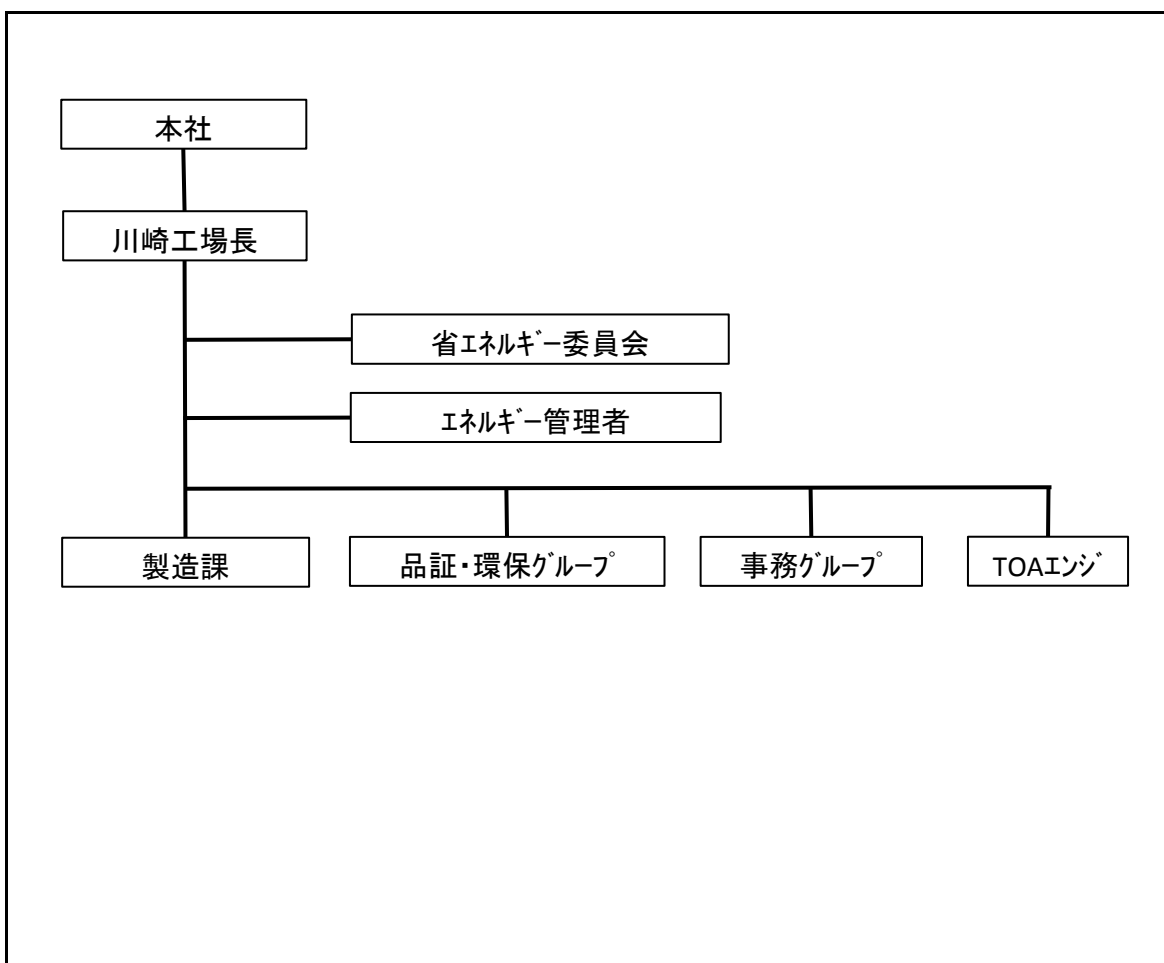 本社
川崎工場長
省ｴﾈﾙｷﾞｰ委員会
ｴﾈﾙｷﾞｰ管理者
製造課
品証・環保ｸﾞﾙｰﾌﾟ
事務ｸﾞﾙｰﾌﾟ
TOAｴﾝｼﾞ